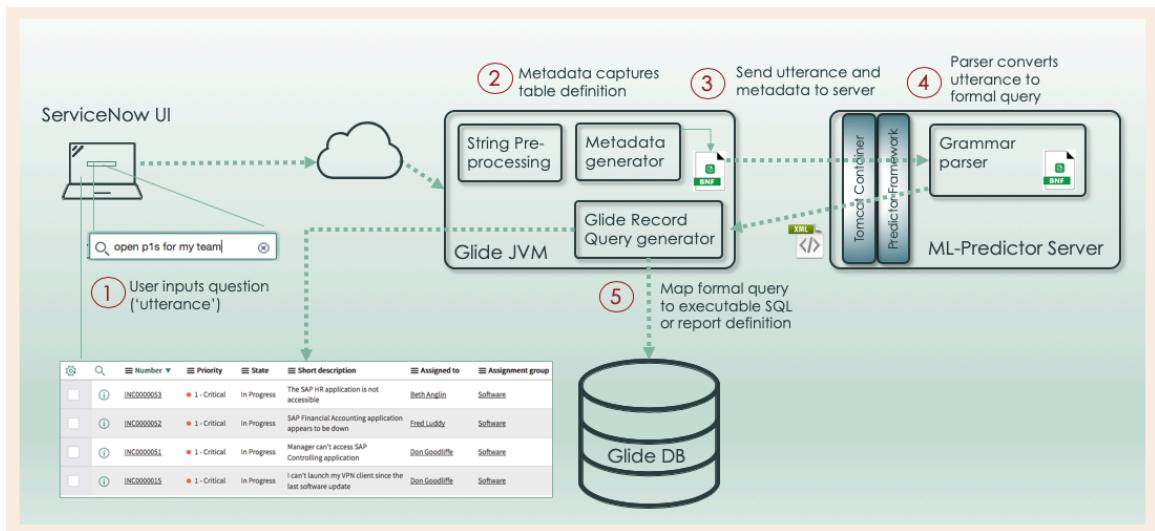 ServiceNow UI
open p1s for my team
1
User inputs question
('utterance')
2
Metadata captures
table definition
3
Send utterance and
metadata to server
4
Parser converts
utterance to
formal query
String Pre-
processing
Metadata
generator
BNF
Glide Record
Query generator
Glide JVM
Tomcat Container
Predictor Framework
Grammar
parser
BNF
XML
</>
ML-Predictor Server
5
Map formal query
to executable SQL
or report definition
Glide DB
Number Priority State Short description Assigned to Assignment group
INC0000053 1 - Critical In Progress The SAP HR application is not accessible Beth Anglin Software
INC0000052 1 - Critical In Progress SAP Financial Accounting application appears to be down Fred Luddy Software
INC0000051 1 - Critical In Progress Manager can't access SAP Controlling application Don Goodliffe Software
INC0000015 1 - Critical In Progress I can't launch my VPN client since the last software update Don Goodliffe Software